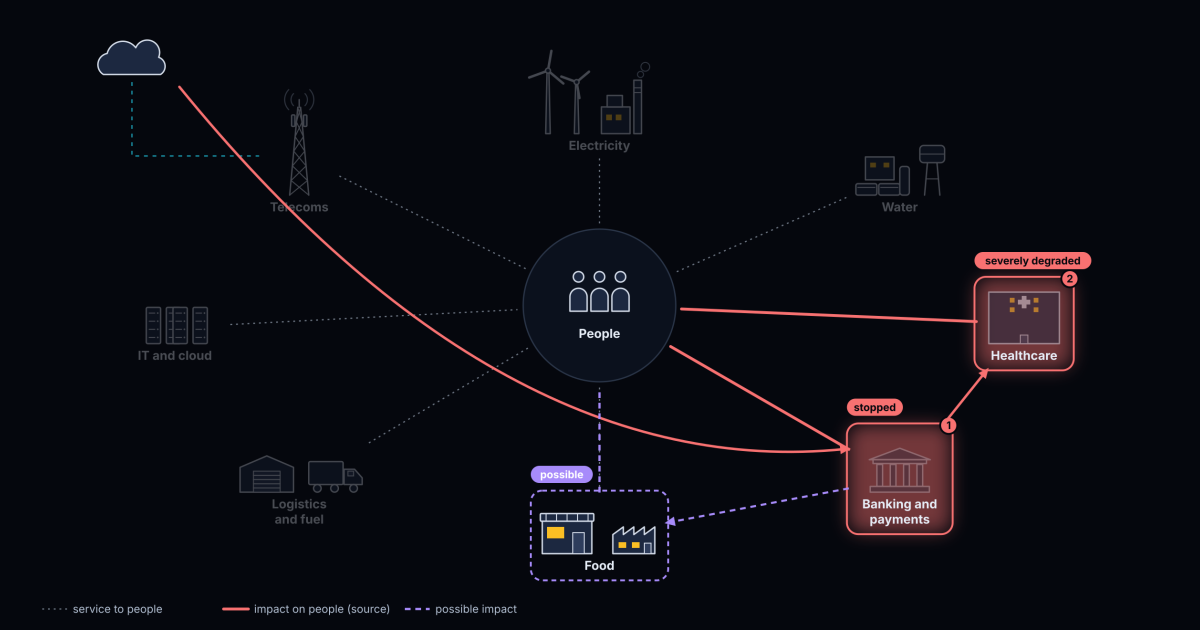 Electricity
Telecoms
Water
severely degraded
2
People
IT and cloud
Healthcare
stopped
1
possible
Logistics
and fuel
Banking and
payments
Food
service to people
impact on people (source)
possible impact